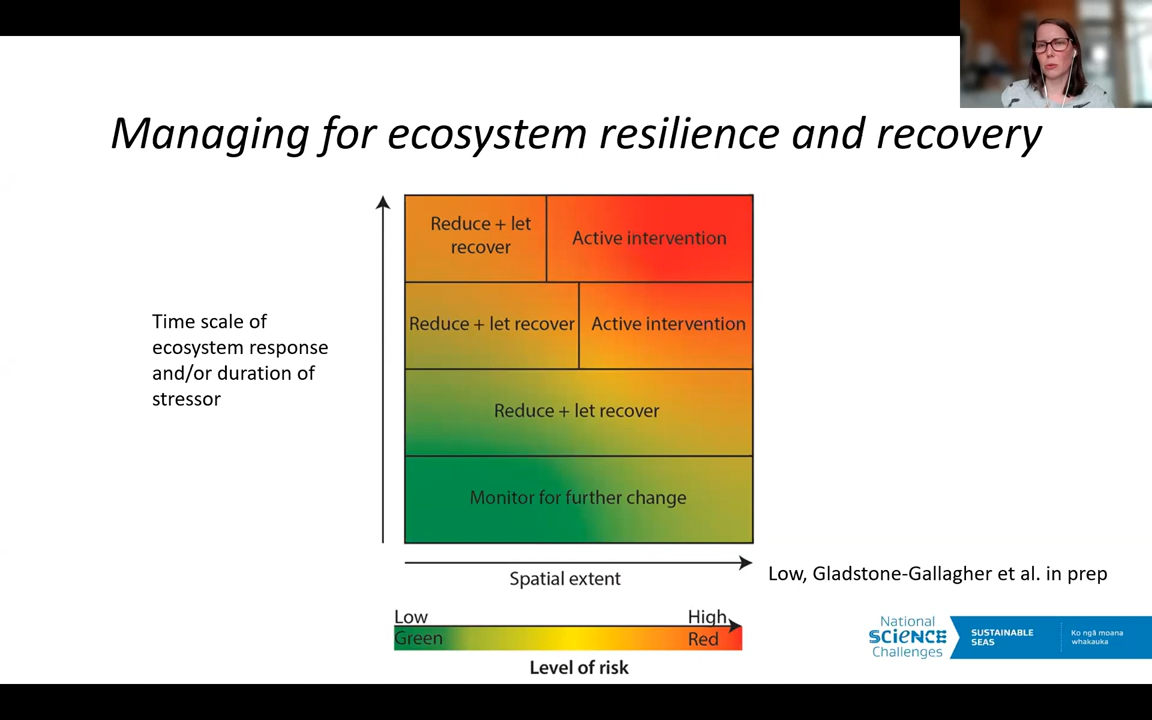 Managing for ecosystem resilience and recovery
Reduce + let
recover
Active intervention
Reduce + let recover
Active intervention
Reduce + let recover
Monitor for further change
Time scale of
ecosystem response
and/or duration of
stressor
Spatial extent
Low, Gladstone-Gallagher et al. in prep
Low
High
Green
Red
Level of risk
National
SCIENCE
Challenges
SUSTAINABLE
SEAS
Ko ngā moana
whakauka